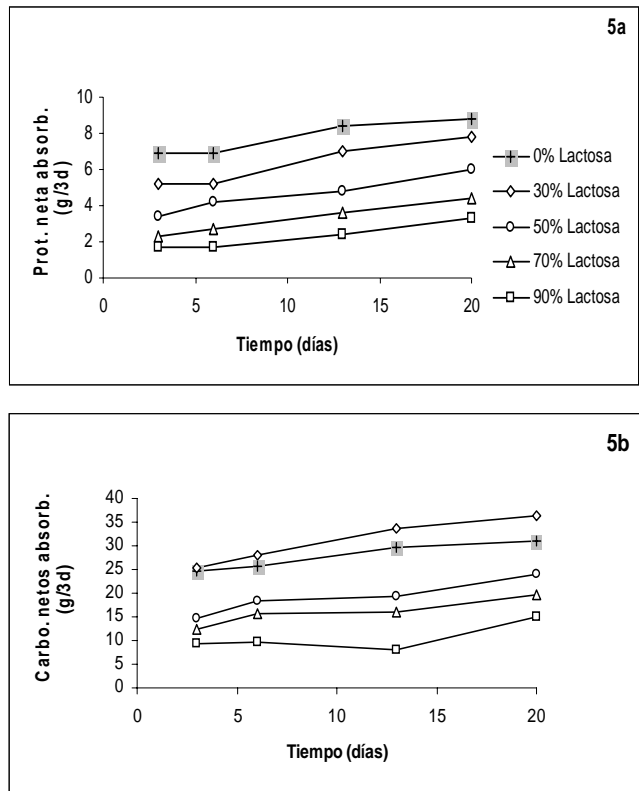 5a
Prot. neta absorb.
(g/3d)
10
8
6
4
2
0
0 5 10 15 20
Tiempo (días)
0% Lactosa
30% Lactosa
50% Lactosa
70% Lactosa
90% Lactosa
5b
Carbo. netos absorb.
(g/3d)
40
35
30
25
20
15
10
5
0
0 5 10 15 20
Tiempo (días)